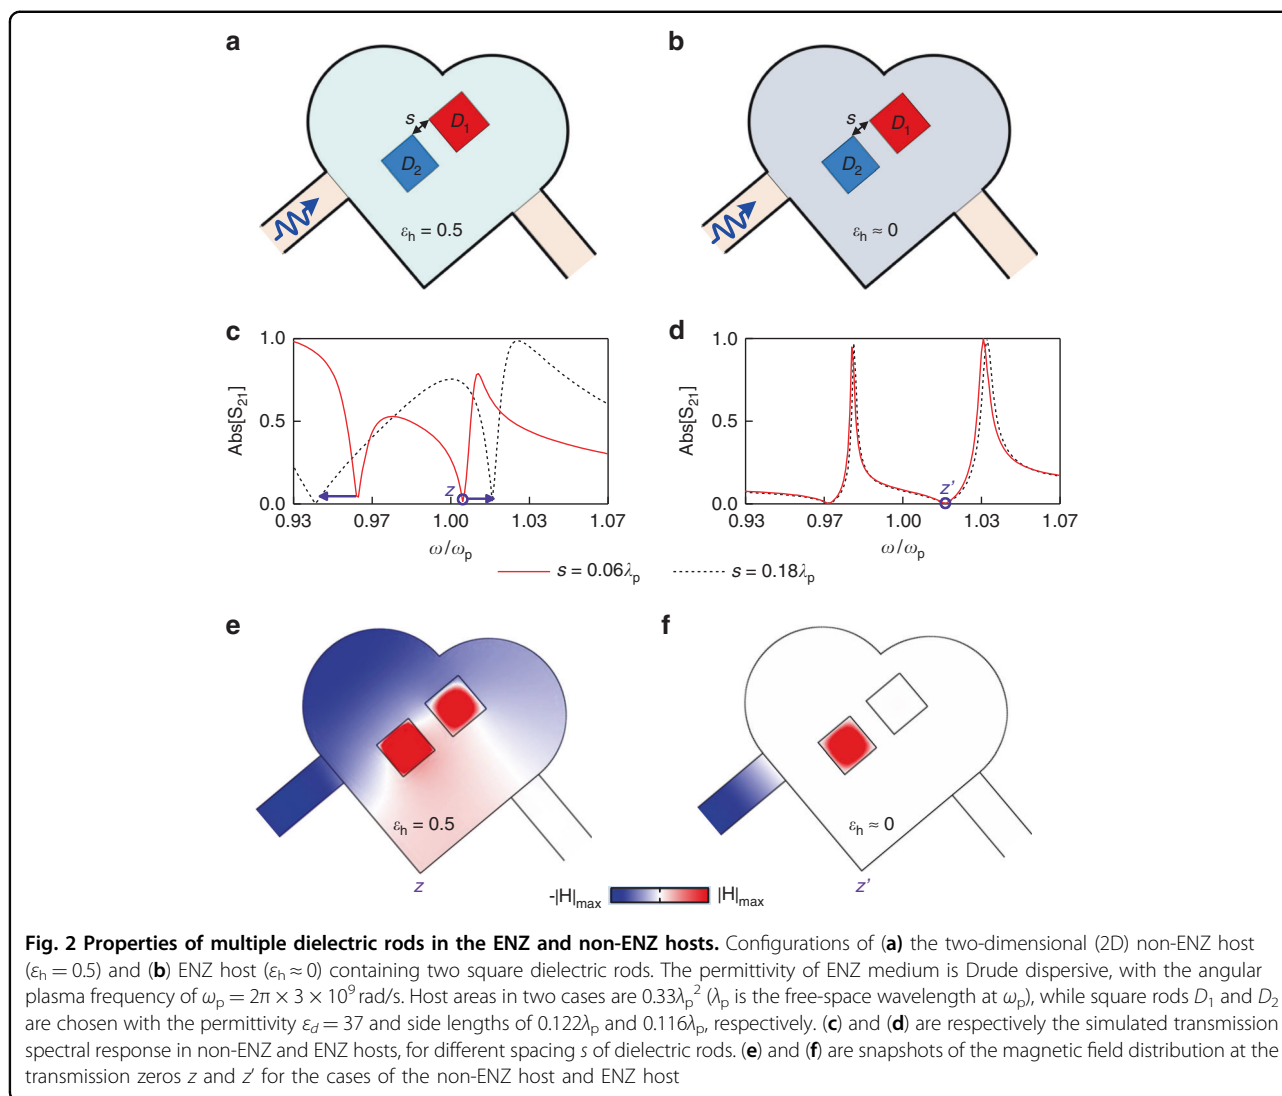 a
b
s
D1
D2
εh = 0.5
s
D1
D2
εh ≈ 0
c
d
1.0
0.5
0.0
Abs[S21]
z
0.93 0.97 1.00 1.03 1.07
ω/ωp
1.0
0.5
0.0
Abs[S21]
z'
0.93 0.97 1.00 1.03 1.07
ω/ωp
s = 0.06λp
s = 0.18λp
e
f
εh = 0.5
z
εh ≈ 0
z'
-|H|max
|H|max
Fig. 2 Properties of multiple dielectric rods in the ENZ and non-ENZ hosts. Configurations of (a) the two-dimensional (2D) non-ENZ host
(εh = 0.5) and (b) ENZ host (εh ≈ 0) containing two square dielectric rods. The permittivity of ENZ medium is Drude dispersive, with the angular
plasma frequency of ωp = 2π × 3 × 10⁹ rad/s. Host areas in two cases are 0.33λp² (λp is the free-space wavelength at ωp), while square rods D1 and D2
are chosen with the permittivity εd = 37 and side lengths of 0.122λp and 0.116λp, respectively. (c) and (d) are respectively the simulated transmission
spectral response in non-ENZ and ENZ hosts, for different spacing s of dielectric rods. (e) and (f) are snapshots of the magnetic field distribution at the
transmission zeros z and z' for the cases of the non-ENZ host and ENZ host